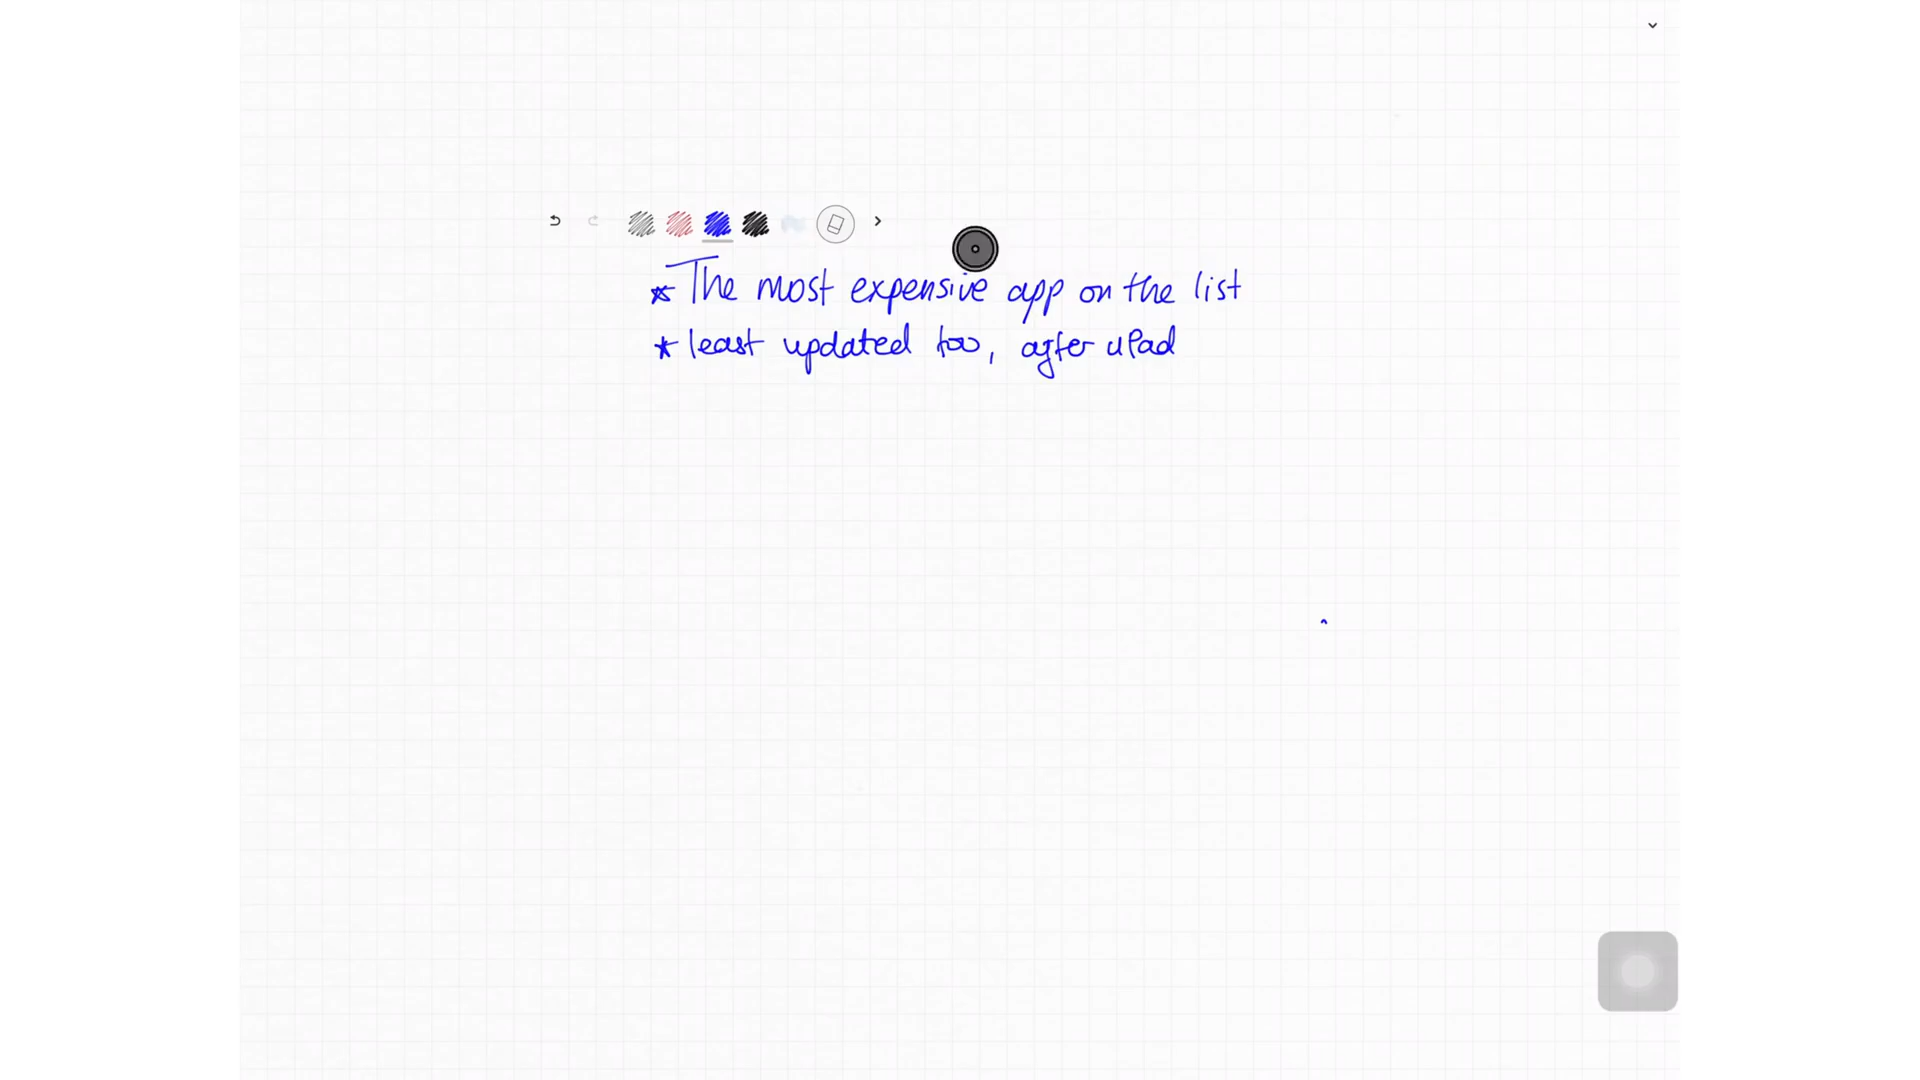 * The most expensive app on the list
* least updated too, after uPad